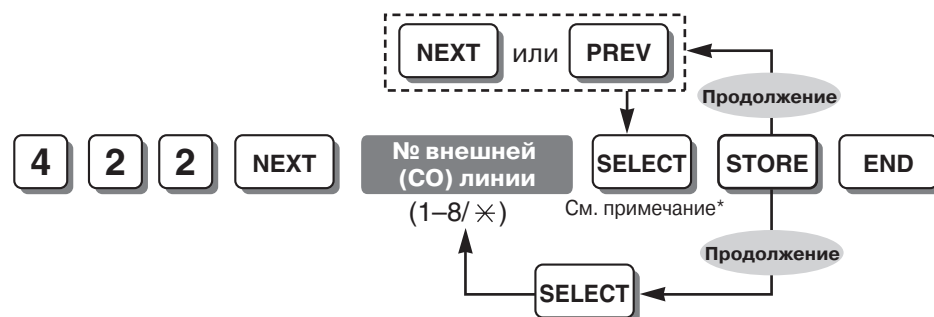 NEXT или PREV
Продолжение
4 2 2 NEXT № внешней (CO) линии SELECT STORE END
(1–8/ ✳)
См. примечание*
Продолжение
SELECT